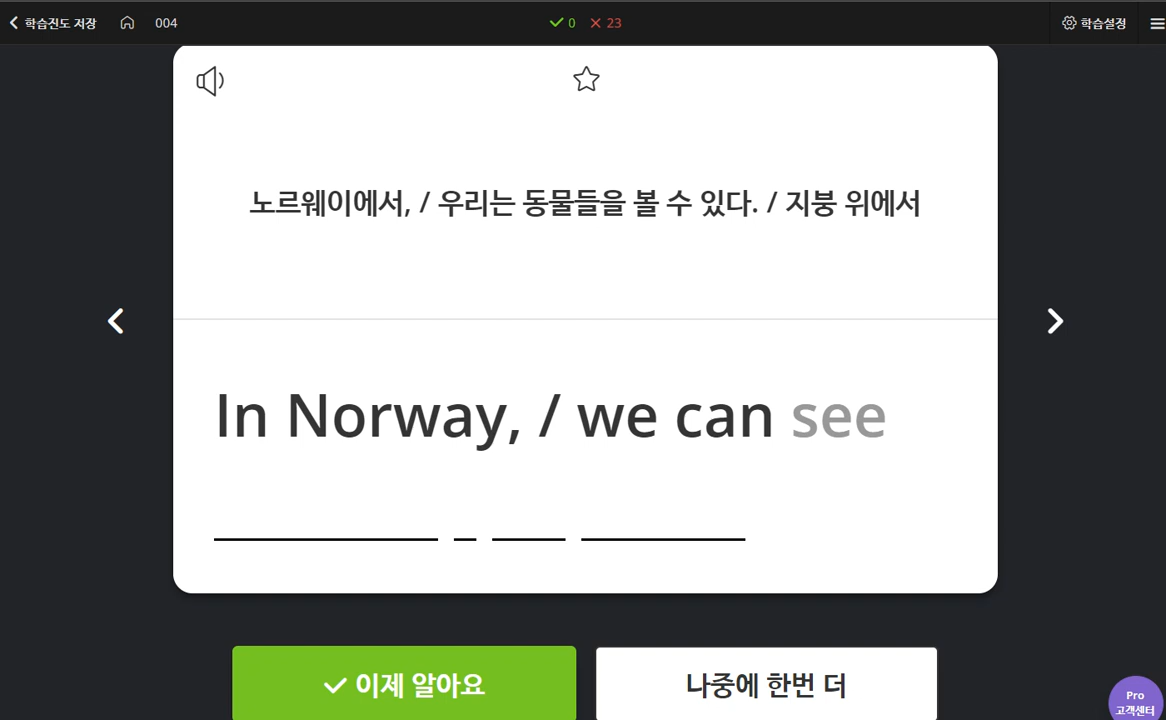 학습진도 저장 004 0 23 학습설정
노르웨이에서, / 우리는 동물들을 볼 수 있다. / 지붕 위에서
In Norway, / we can see
이제 알아요 나중에 한번 더
Pro
고객센터